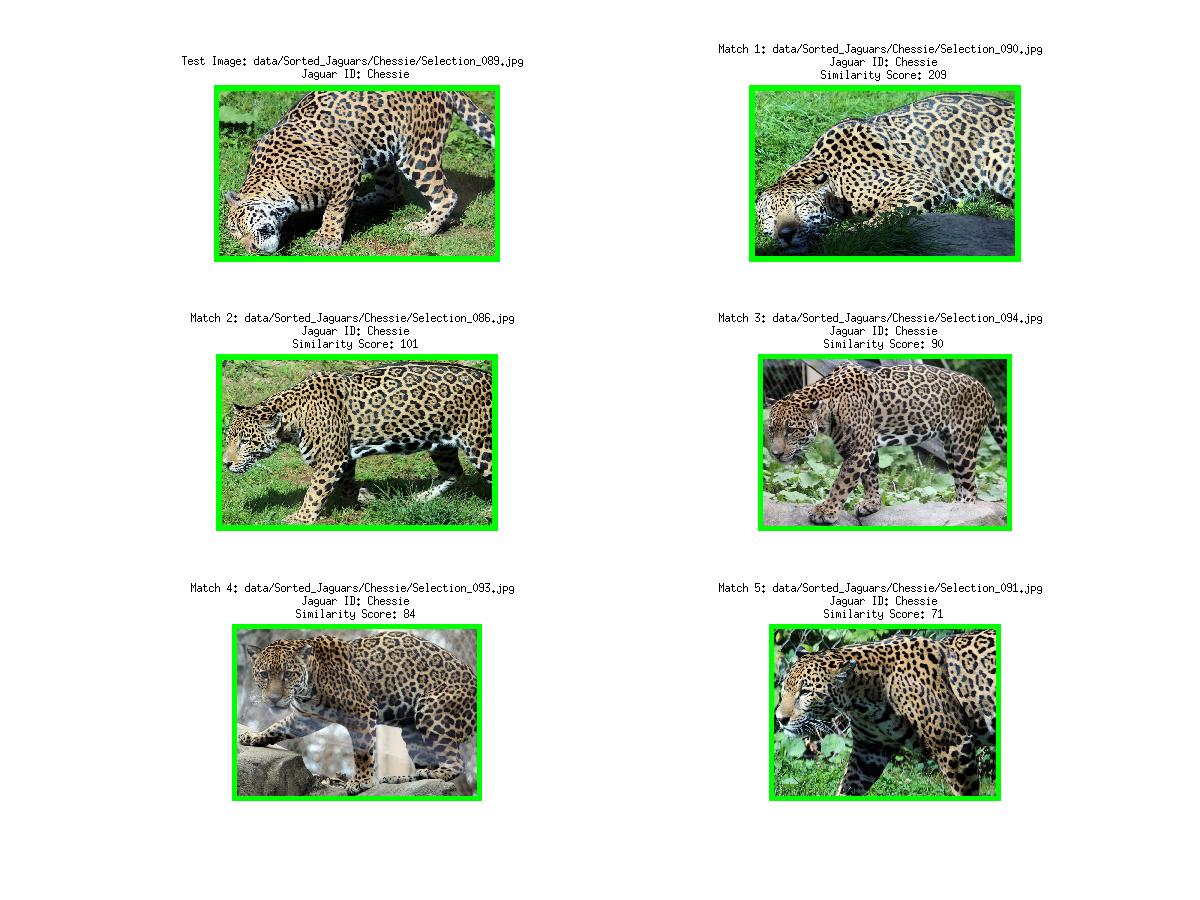 Test Image: data/Sorted_Jaguars/Chessie/Selection_089.jpg
Jaguar ID: Chessie
Match 1: data/Sorted_Jaguars/Chessie/Selection_090.jpg
Jaguar ID: Chessie
Similarity Score: 209
Match 2: data/Sorted_Jaguars/Chessie/Selection_086.jpg
Jaguar ID: Chessie
Similarity Score: 101
Match 3: data/Sorted_Jaguars/Chessie/Selection_094.jpg
Jaguar ID: Chessie
Similarity Score: 90
Match 4: data/Sorted_Jaguars/Chessie/Selection_093.jpg
Jaguar ID: Chessie
Similarity Score: 84
Match 5: data/Sorted_Jaguars/Chessie/Selection_091.jpg
Jaguar ID: Chessie
Similarity Score: 71